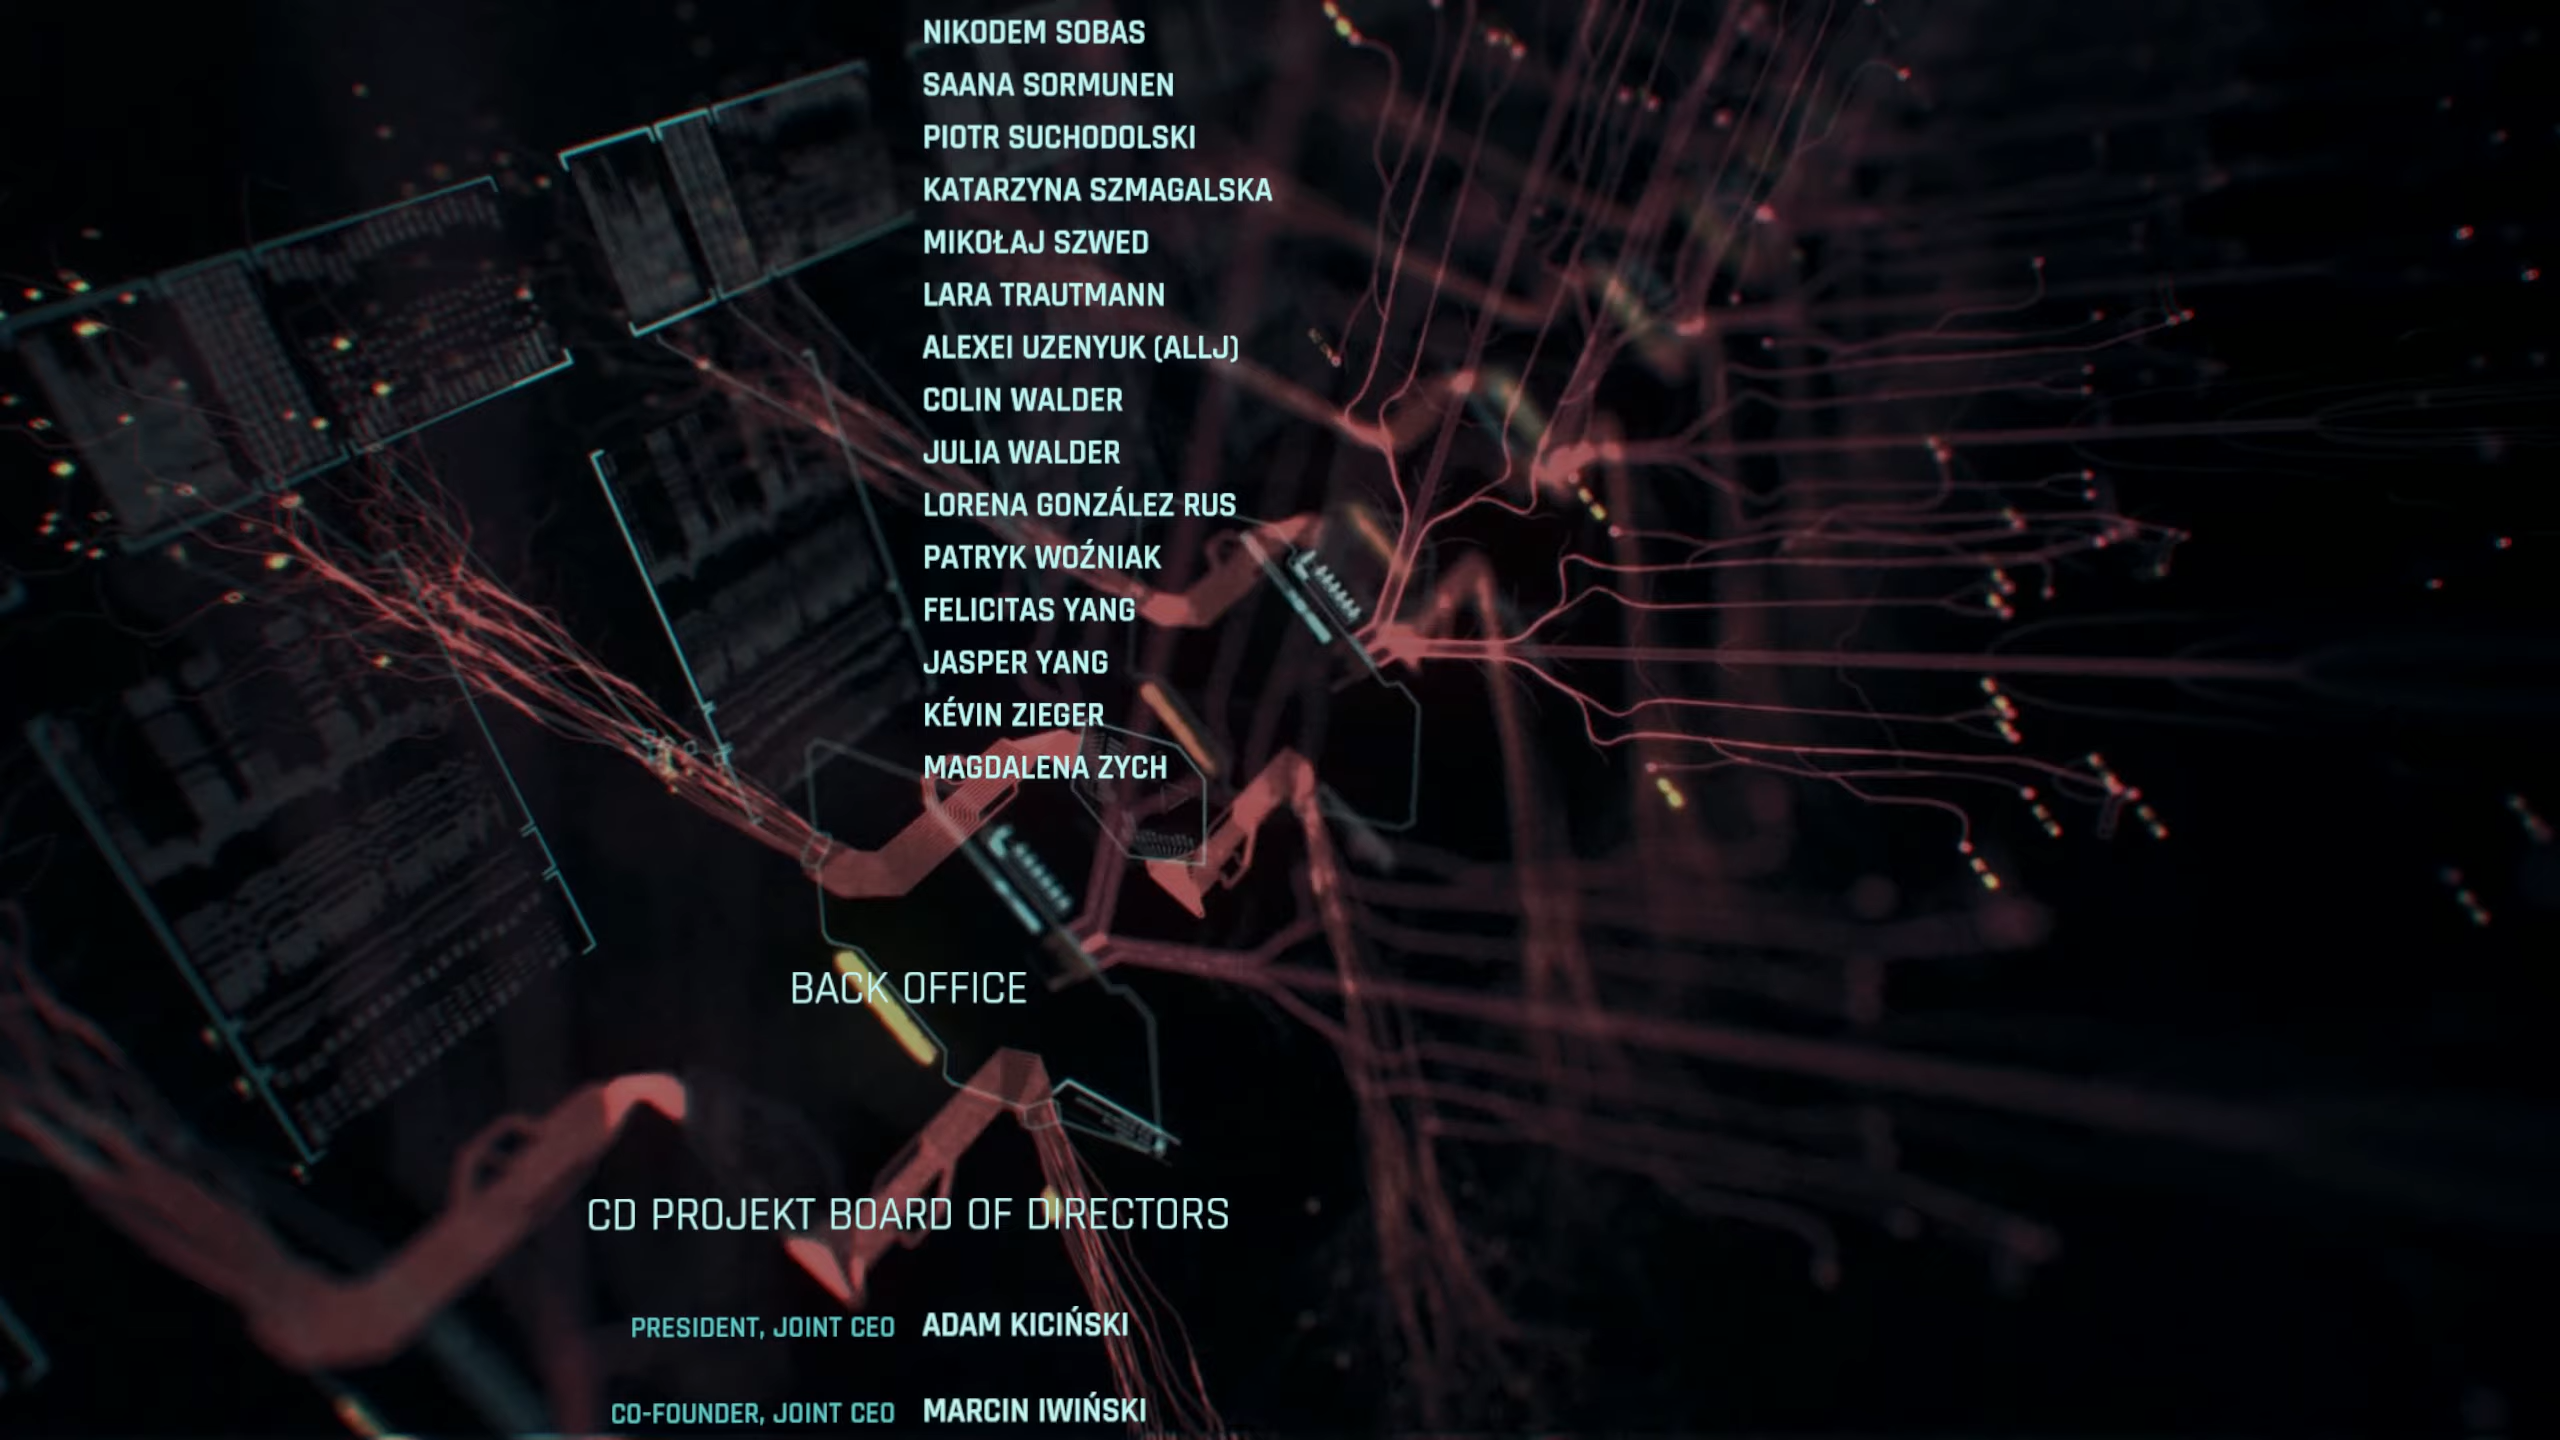 NIKODEM SOBAS
SAANA SORMUNEN
PIOTR SUCHODOLSKI
KATARZYNA SZMAGALSKA
MIKOŁAJ SZWED
LARA TRAUTMANN
ALEXEI UZENYUK (ALLJ)
COLIN WALDER
JULIA WALDER
LORENA GONZÁLEZ RUS
PATRYK WOŹNIAK
FELICITAS YANG
JASPER YANG
KÉVIN ZIEGER
MAGDALENA ZYCH
BACK OFFICE
CD PROJEKT BOARD OF DIRECTORS
PRESIDENT, JOINT CEO ADAM KICIŃSKI
CO-FOUNDER, JOINT CEO MARCIN IWIŃSKI